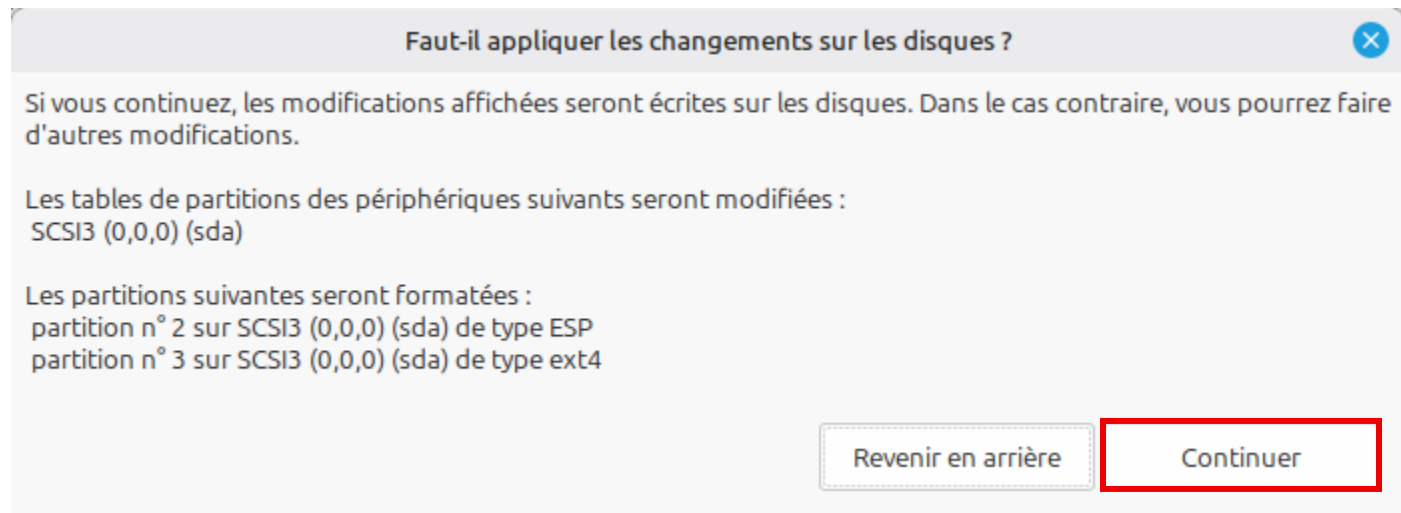 Faut-il appliquer les changements sur les disques ?
Si vous continuez, les modifications affichées seront écrites sur les disques. Dans le cas contraire, vous pourrez faire
d'autres modifications.
Les tables de partitions des périphériques suivants seront modifiées :
SCSI3 (0,0,0) (sda)
Les partitions suivantes seront formatées :
partition n° 2 sur SCSI3 (0,0,0) (sda) de type ESP
partition n° 3 sur SCSI3 (0,0,0) (sda) de type ext4
Revenir en arrière
Continuer